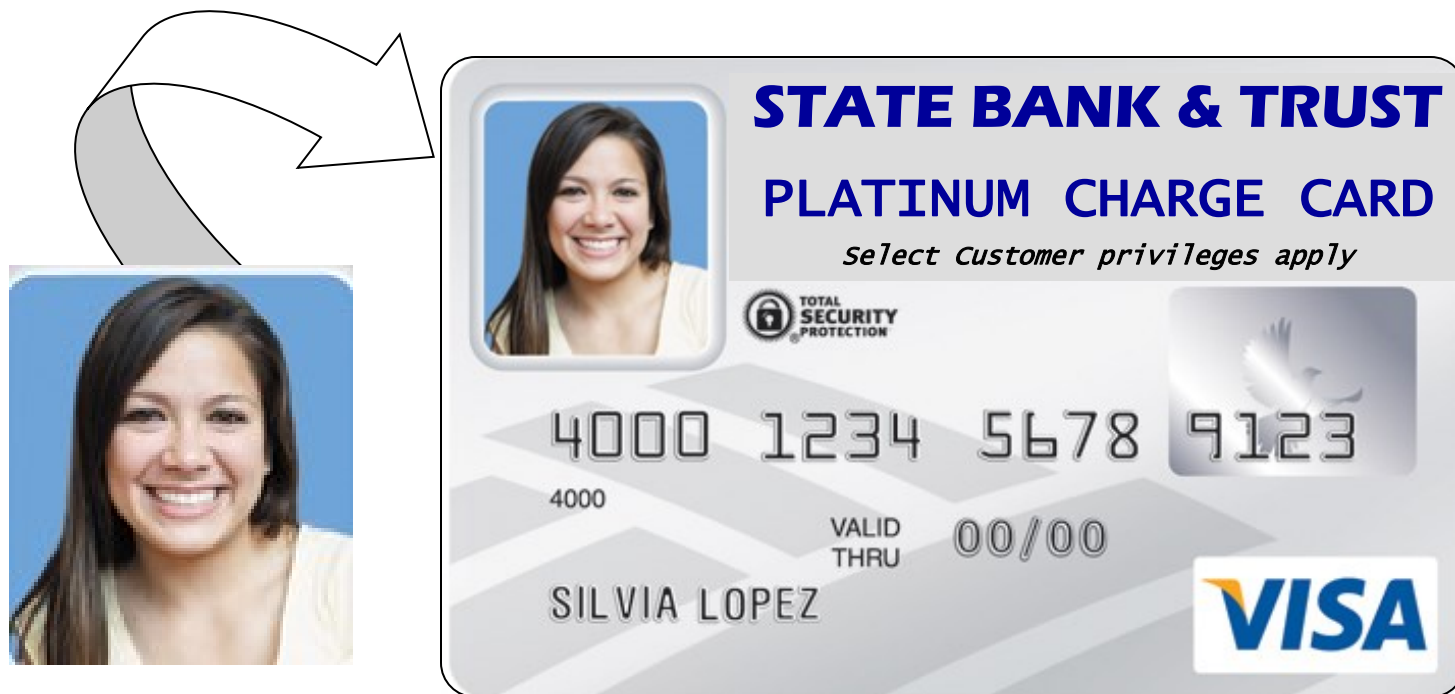 STATE BANK & TRUST
PLATINUM CHARGE CARD
Select Customer privileges apply
TOTAL
SECURITY
®PROTECTION
4000 1234 5678 9123
4000
VALID
THRU
00/00
SILVIA LOPEZ
VISA